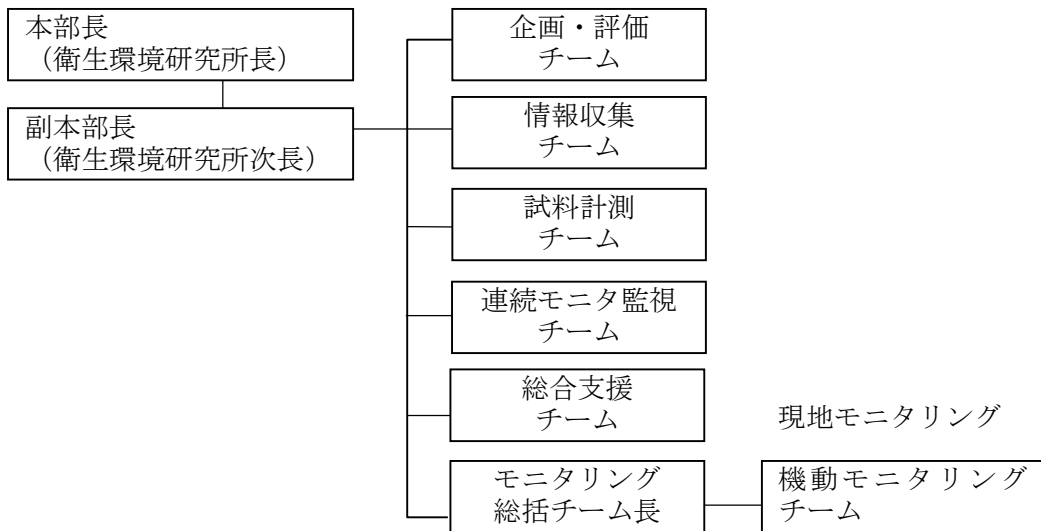 本部長
（衛生環境研究所長）
副本部長
（衛生環境研究所次長）
企画・評価
チーム
情報収集
チーム
試料計測
チーム
連続モニタ監視
チーム
総合支援
チーム
現地モニタリング
モニタリング
総括チーム長
機動モニタリング
チーム